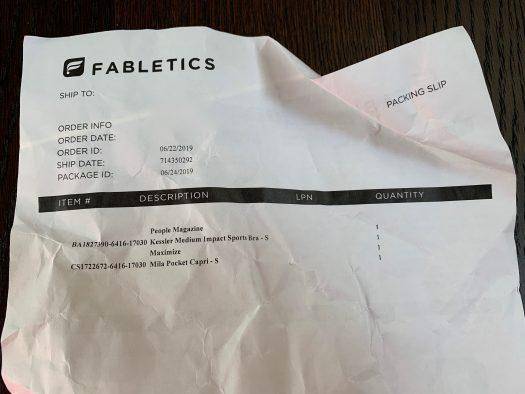 FABLETICS
PACKING SLIP
SHIP TO:
ORDER INFO
ORDER DATE: 06/22/2019
ORDER ID: 714350292
SHIP DATE: 06/24/2019
PACKAGE ID:
ITEM # DESCRIPTION LPN QUANTITY
People Magazine 1
BA1827390-6416-17030 Kessler Medium Impact Sports Bra - S 1
Maximize 1
CS1722672-6416-17030 Mila Pocket Capri - S 1